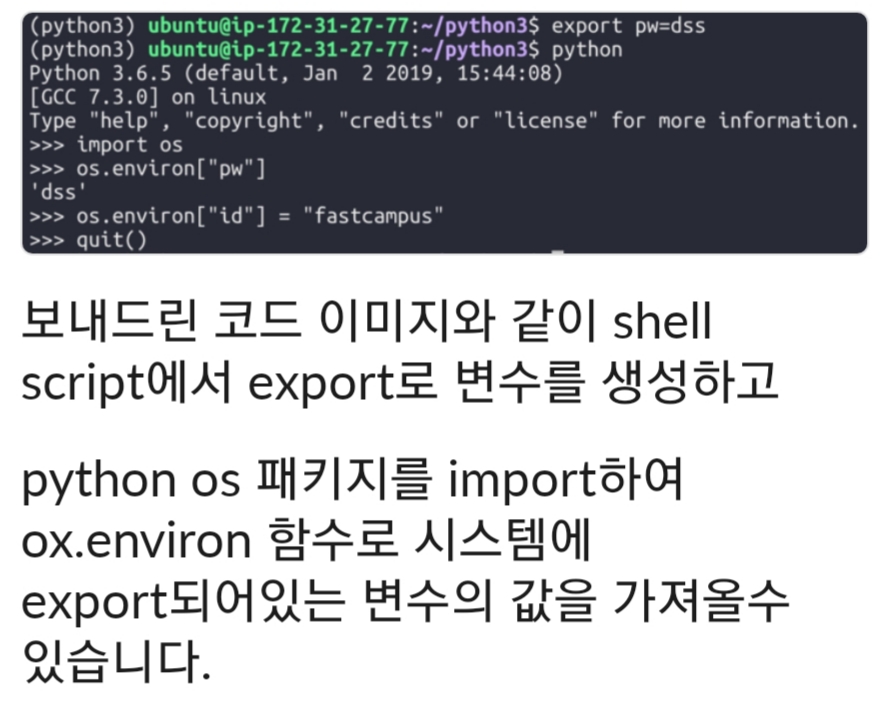 (python3) ubuntu@ip-172-31-27-77:~/python3$ export pw=dss
(python3) ubuntu@ip-172-31-27-77:~/python3$ python
Python 3.6.5 (default, Jan  2 2019, 15:44:08)
[GCC 7.3.0] on linux
Type "help", "copyright", "credits" or "license" for more information.
>>> import os
>>> os.environ["pw"]
'dss'
>>> os.environ["id"] = "fastcampus"
>>> quit()
보내드린 코드 이미지와 같이 shell
script에서 export로 변수를 생성하고
python os 패키지를 import하여
ox.environ 함수로 시스템에
export되어있는 변수의 값을 가져올수
있습니다.